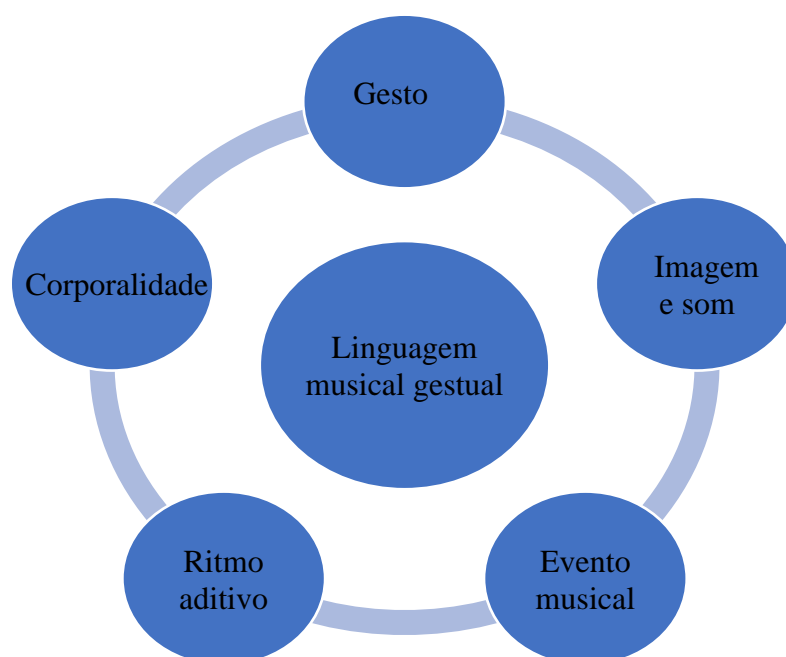 Gesto
Imagem
e som
Corporalidade
Linguagem
musical gestual
Ritmo
aditivo
Evento
musical